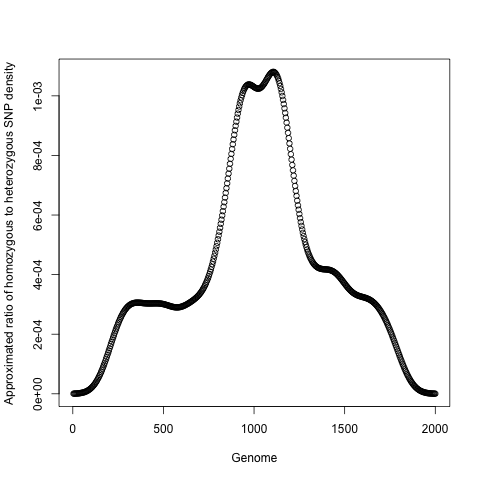 Approximated ratio of homozygous to heterozygous SNP density
1e-03
8e-04
6e-04
4e-04
2e-04
0e+00
0 500 1000 1500 2000
Genome